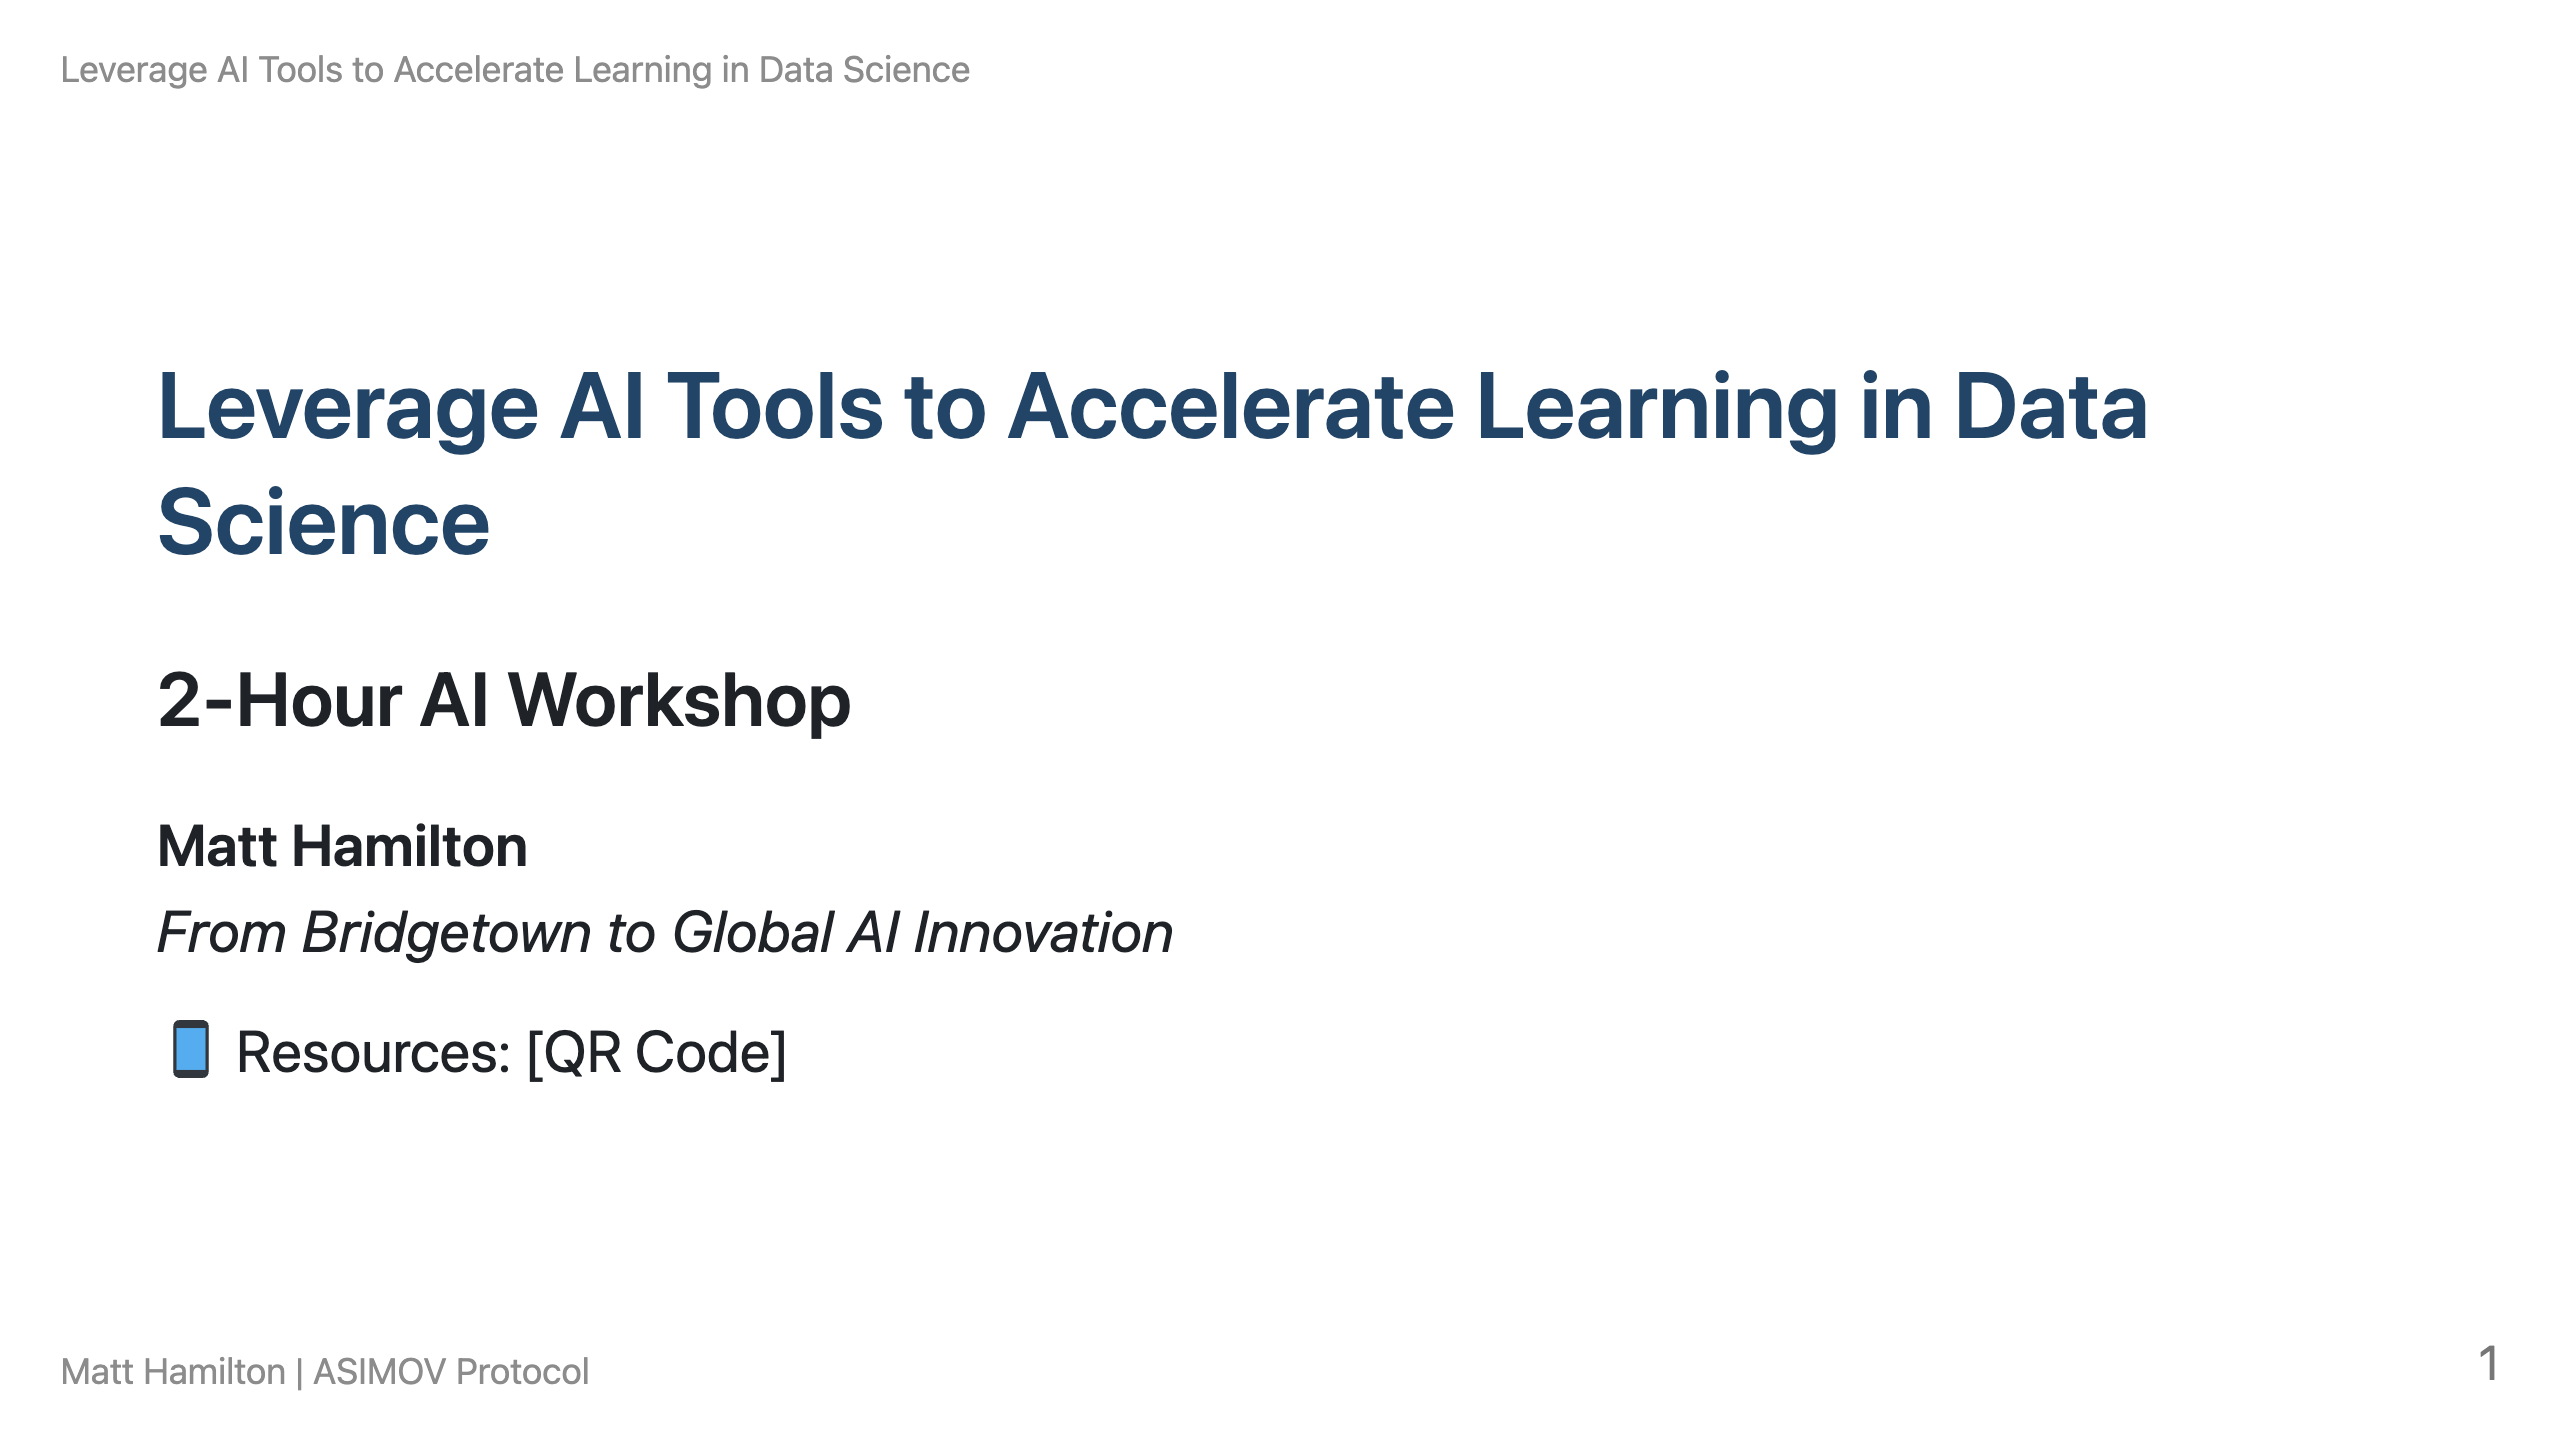 Leverage AI Tools to Accelerate Learning in Data Science
Leverage AI Tools to Accelerate Learning in Data
Science
2-Hour AI Workshop
Matt Hamilton
From Bridgetown to Global AI Innovation
Resources: [QR Code]
Matt Hamilton | ASIMOV Protocol
1